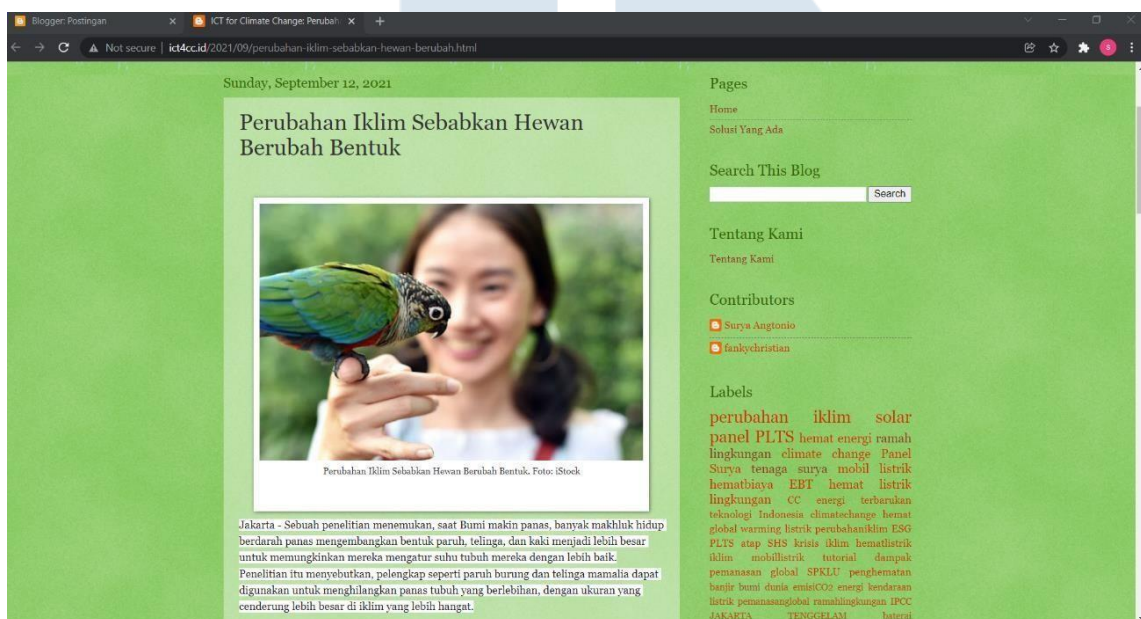 Blogger: Postingan
ICT for Climate Change: Perubah
Not secure | ict4cc.id/2021/09/perubahan-iklim-sebabkan-hewan-berubah.html
Sunday, September 12, 2021
Perubahan Iklim Sebabkan Hewan
Berubah Bentuk
Perubahan Iklim Sebabkan Hewan Berubah Bentuk. Foto: iStock
Jakarta - Sebuah penelitian menemukan, saat Bumi makin panas, banyak makhluk hidup
berdarah panas mengembangkan bentuk paruh, telinga, dan kaki menjadi lebih besar
untuk memungkinkan mereka mengatur suhu tubuh mereka dengan lebih baik.
Penelitian itu menyebutkan, pelengkap seperti paruh burung dan telinga mamalia dapat
digunakan untuk menghilangkan panas tubuh yang berlebihan, dengan ukuran yang
cenderung lebih besar di iklim yang lebih hangat.
Pages
Home
Solusi Yang Ada
Search This Blog
Search
Tentang Kami
Tentang Kami
Contributors
Surya Angtonio
fankychristian
Labels
perubahan iklim solar
panel PLTS hemat energi ramah
lingkungan climate change Panel
Surya tenaga surya mobil listrik
hematbiaya EBT hemat listrik
lingkungan CC energi terbarukan
teknologi Indonesia climatechange hemat
global warming listrik perubahaniklim ESG
PLTS atap SHS krisis iklim hematlistrik
iklim mobillistrik tutorial dampak
pemanasan global SPKLU penghematan
banjir bumi dunia emisiCO2 energi kendaraan
listrik pemanasanglobal ramahlingkungan IPCC
JAKARTA TENGGELAM baterai